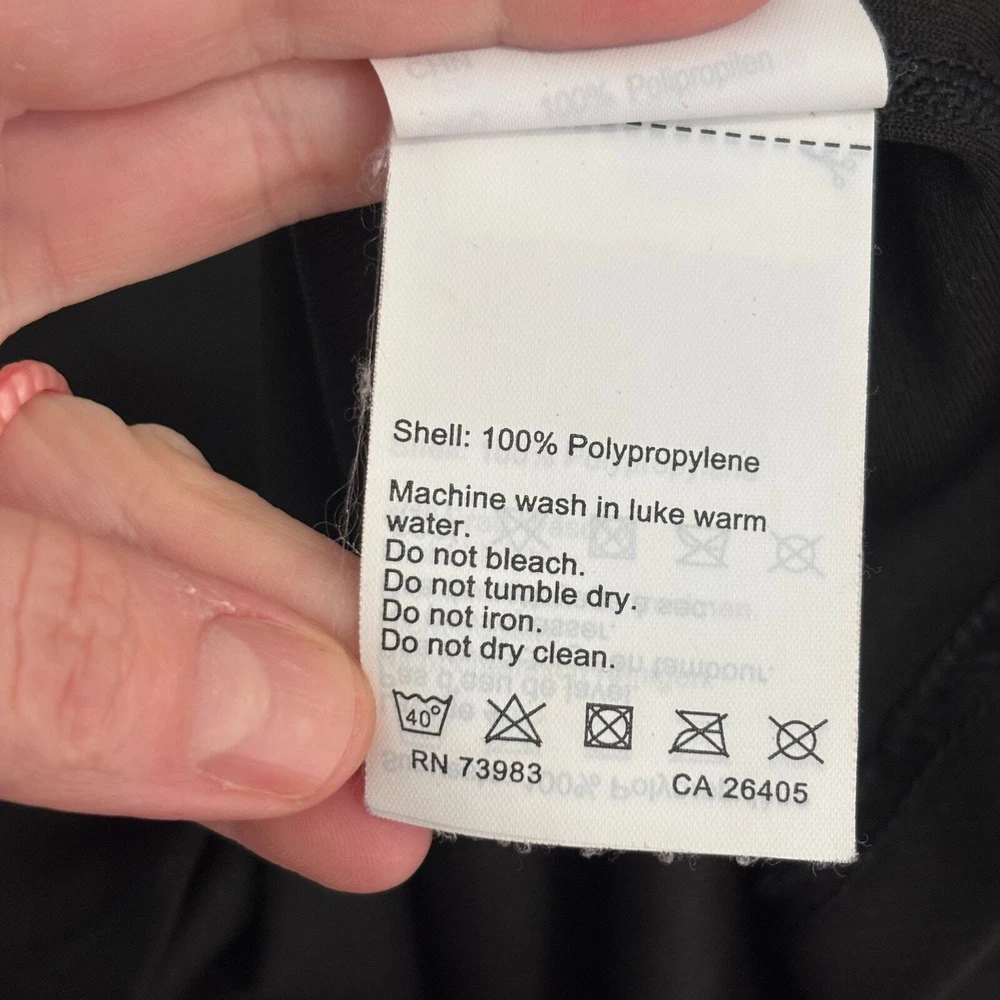 100% Polipropilen
Shell: 100% Polypropylene
Machine wash in luke warm
water.
Do not bleach.
Do not tumble dry.
Do not iron.
Do not dry clean.
40°
RN 73983
CA 26405